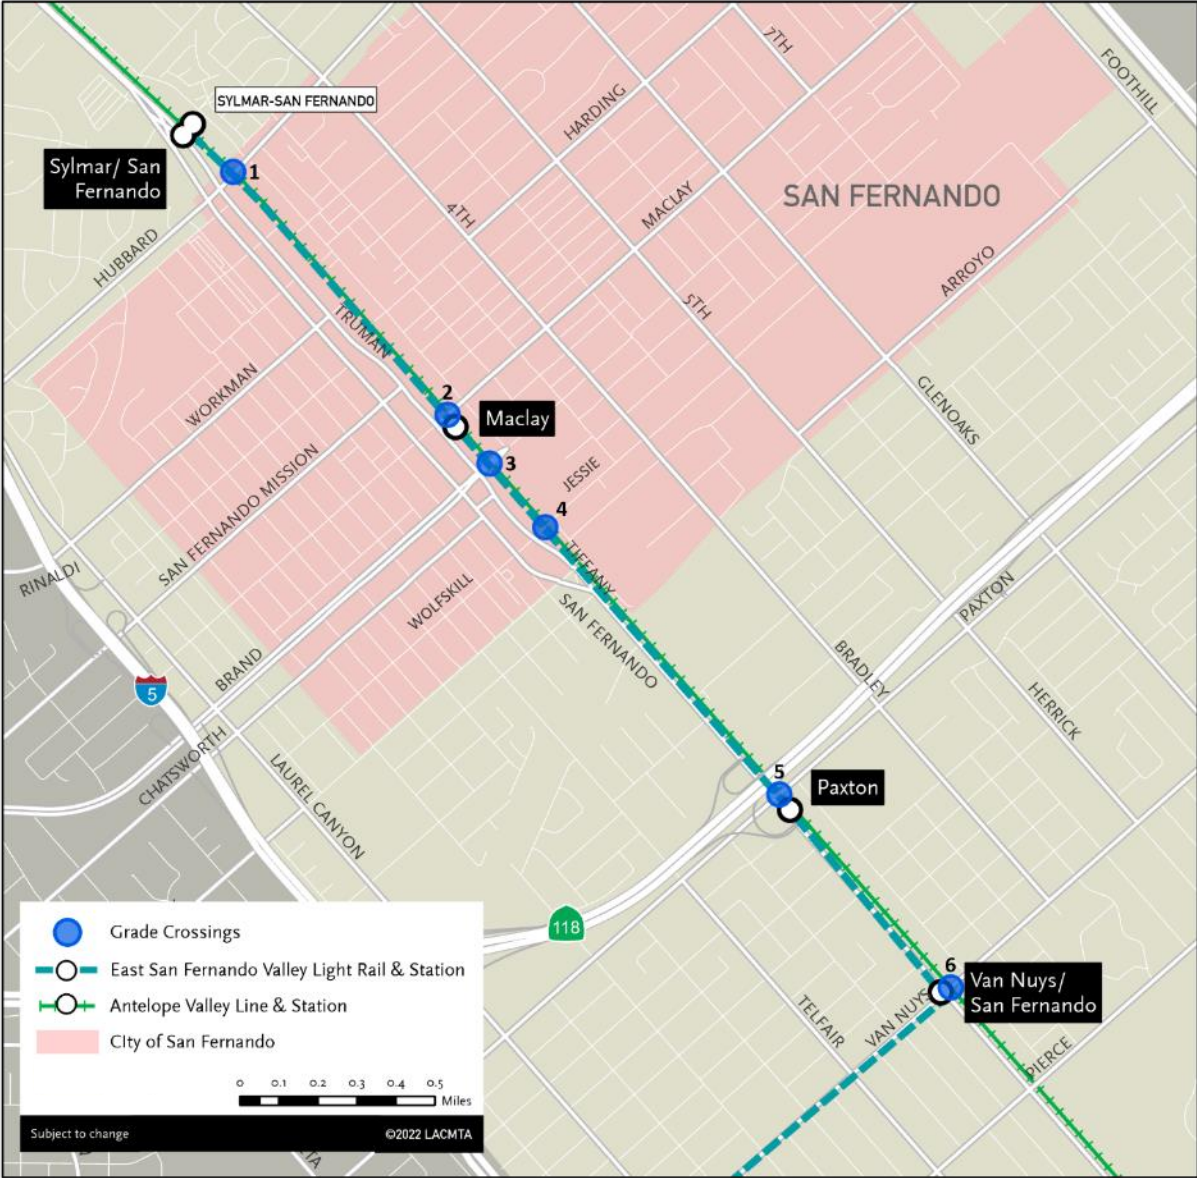 7TH
FOOTHILL
SYLMAR-SAN FERNANDO
HARDING
Sylmar/ San
Fernando
1
SAN FERNANDO
MACLAY
4TH
HUBBARD
ARROYO
5TH
TRUMAN
WORKMAN
2
Maclay
GLENOAKS
3
JESSIE
SAN FERNANDO MISSION
4
TIFFANY
RINALDI
WOLFSKILL
PAXTON
SAN FERNANDO
BRAND
BRADLEY
5
HERRICK
CHATSWORTH
LAUREL CANYON
5
Paxton
118
Grade Crossings
East San Fernando Valley Light Rail & Station
Antelope Valley Line & Station
CIty of San Fernando
6
Van Nuys/
San Fernando
TELFAIR
VAN NUYS
PIERCE
0 0.1 0.2 0.3 0.4 0.5
Miles
Subject to change
©2022 LACMTA